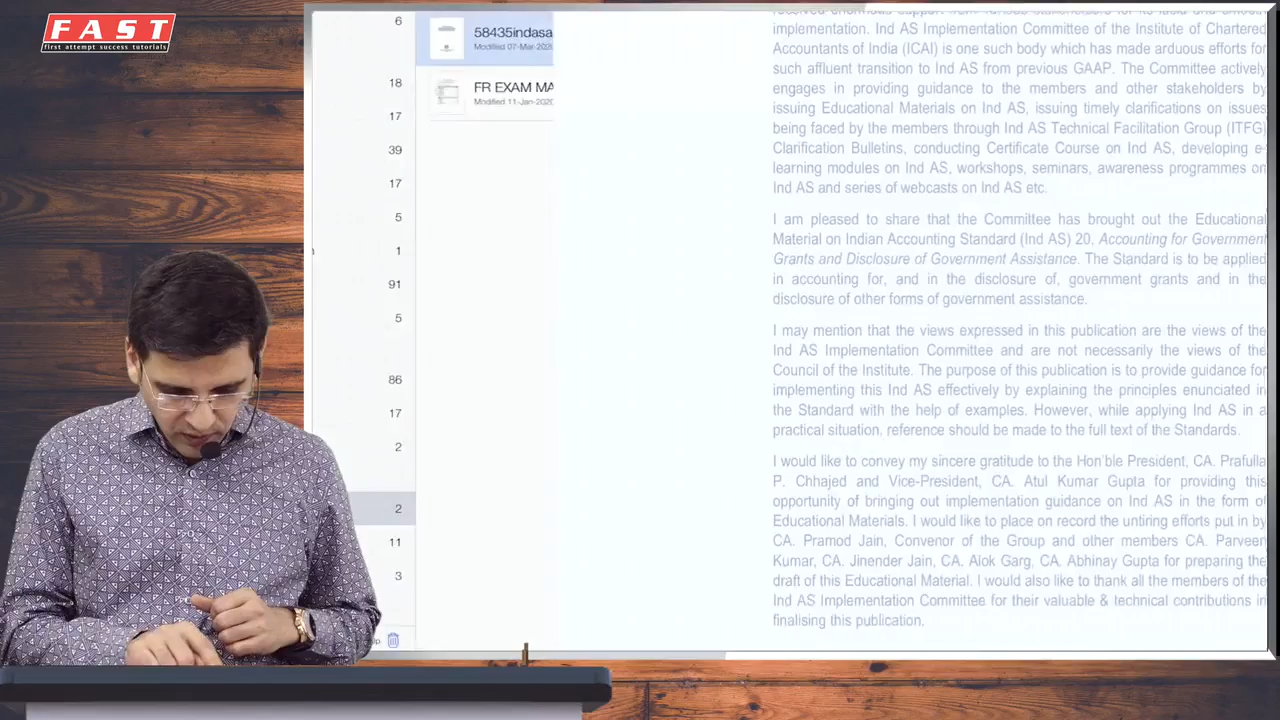 FAST
first attempt success tutorials
6
18
17
39
17
5
1
91
5
86
17
2
2
11
3
58435indasa
Modified 07-Mar-202
FR EXAM MA
Modified 11-Jan-2020
implementation. Ind AS Implementation Committee of the Institute of Chartered
Accountants of India (ICAI) is one such body which has made arduous efforts for
such affluent transition to Ind AS from previous GAAP. The Committee actively
engages in providing guidance to the members and other stakeholders by
issuing Educational Materials on Ind AS, issuing timely clarifications on issues
being faced by the members through Ind AS Technical Facilitation Group (ITFG)
Clarification Bulletins, conducting Certificate Course on Ind AS, developing e-
learning modules on Ind AS, workshops, seminars, awareness programmes on
Ind AS and series of webcasts on Ind AS etc.
I am pleased to share that the Committee has brought out the Educational
Material on Indian Accounting Standard (Ind AS) 20, Accounting for Government
Grants and Disclosure of Government Assistance. The Standard is to be applied
in accounting for, and in the disclosure of, government grants and in the
disclosure of other forms of government assistance.
I may mention that the views expressed in this publication are the views of the
Ind AS Implementation Committee and are not necessarily the views of the
Council of the Institute. The purpose of this publication is to provide guidance for
implementing this Ind AS effectively by explaining the principles enunciated in
the Standard with the help of examples. However, while applying Ind AS in a
practical situation, reference should be made to the full text of the Standards.
I would like to convey my sincere gratitude to the Hon'ble President, CA. Prafulla
P. Chhajed and Vice-President, CA. Atul Kumar Gupta for providing this
opportunity of bringing out implementation guidance on Ind AS in the form of
Educational Materials. I would like to place on record the untiring efforts put in by
CA. Pramod Jain, Convenor of the Group and other members CA. Parveen
Kumar, CA. Jinender Jain, CA. Alok Garg, CA. Abhinay Gupta for preparing the
draft of this Educational Material. I would also like to thank all the members of the
Ind AS Implementation Committee for their valuable & technical contributions in
finalising this publication.